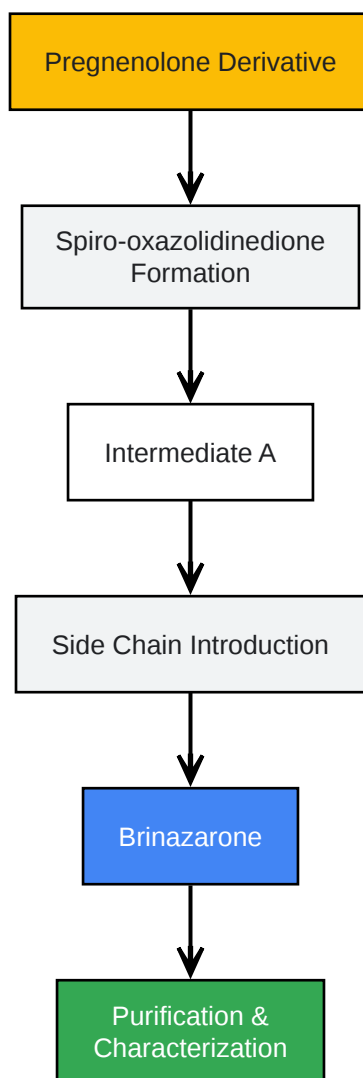 Pregnenolone Derivative
Spiro-oxazolidinedione
Formation
Intermediate A
Side Chain Introduction
Brinazarone
Purification &
Characterization